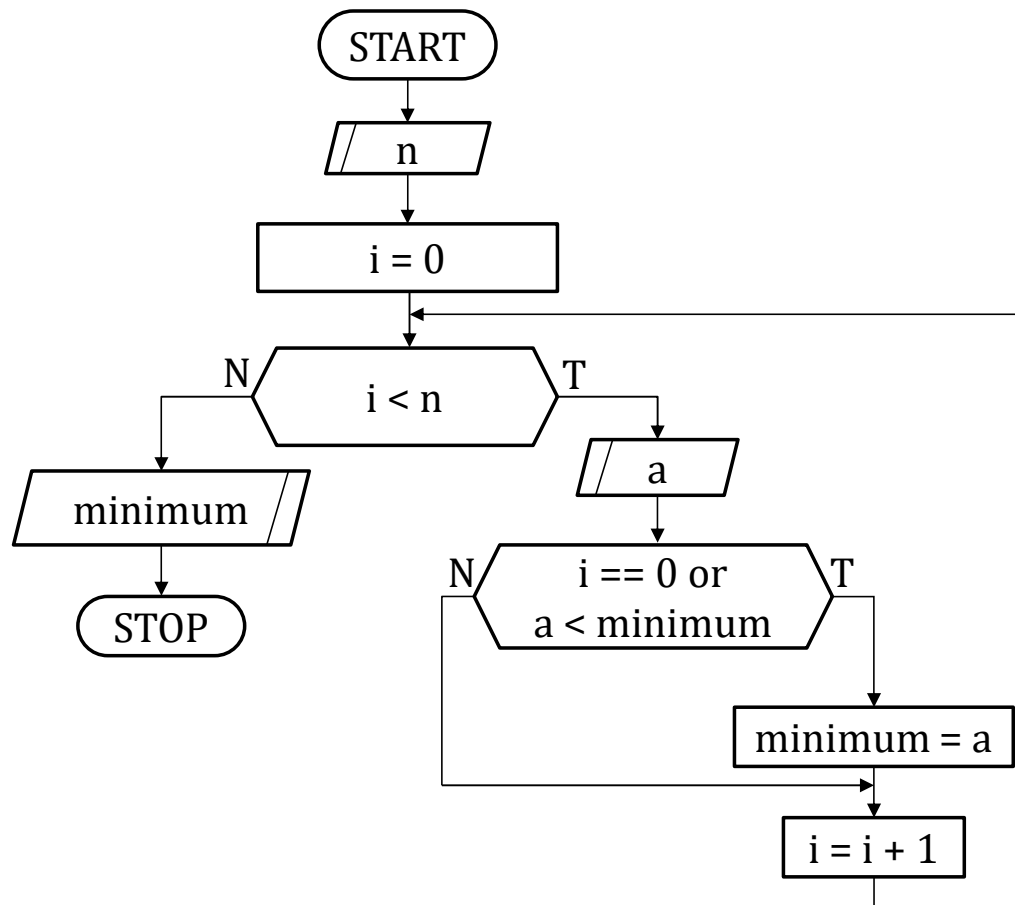 START
n
i = 0
N
i < n
T
minimum
a
STOP
N
i == 0 or
a < minimum
T
minimum = a
i = i + 1